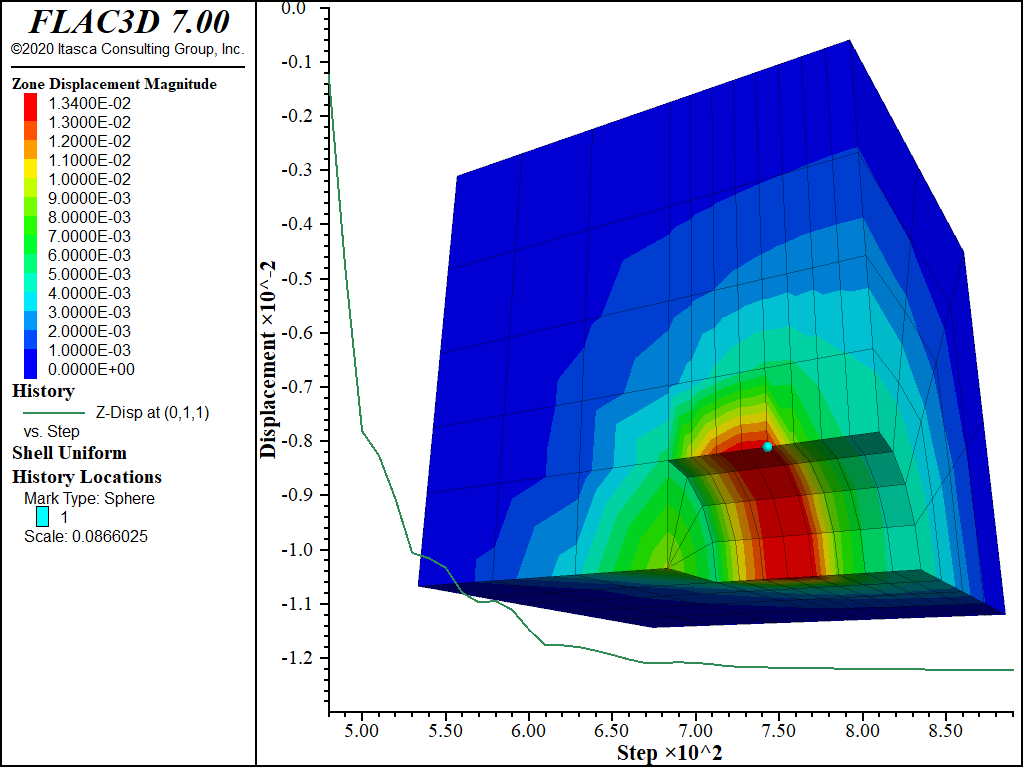 FLAC3D 7.00
©2020 Itasca Consulting Group, Inc.
Zone Displacement Magnitude
1.3400E-02
1.3000E-02
1.2000E-02
1.1000E-02
1.0000E-02
9.0000E-03
8.0000E-03
7.0000E-03
6.0000E-03
5.0000E-03
4.0000E-03
3.0000E-03
2.0000E-03
1.0000E-03
0.0000E+00
History
Z-Disp at (0,1,1)
vs. Step
Shell Uniform
History Locations
Mark Type: Sphere
1
Scale: 0.0866025
Displacement ×10^-2
0.0
-0.1
-0.2
-0.3
-0.4
-0.5
-0.6
-0.7
-0.8
-0.9
-1.0
-1.1
-1.2
5.00 5.50 6.00 6.50 7.00 7.50 8.00 8.50
Step ×10^2